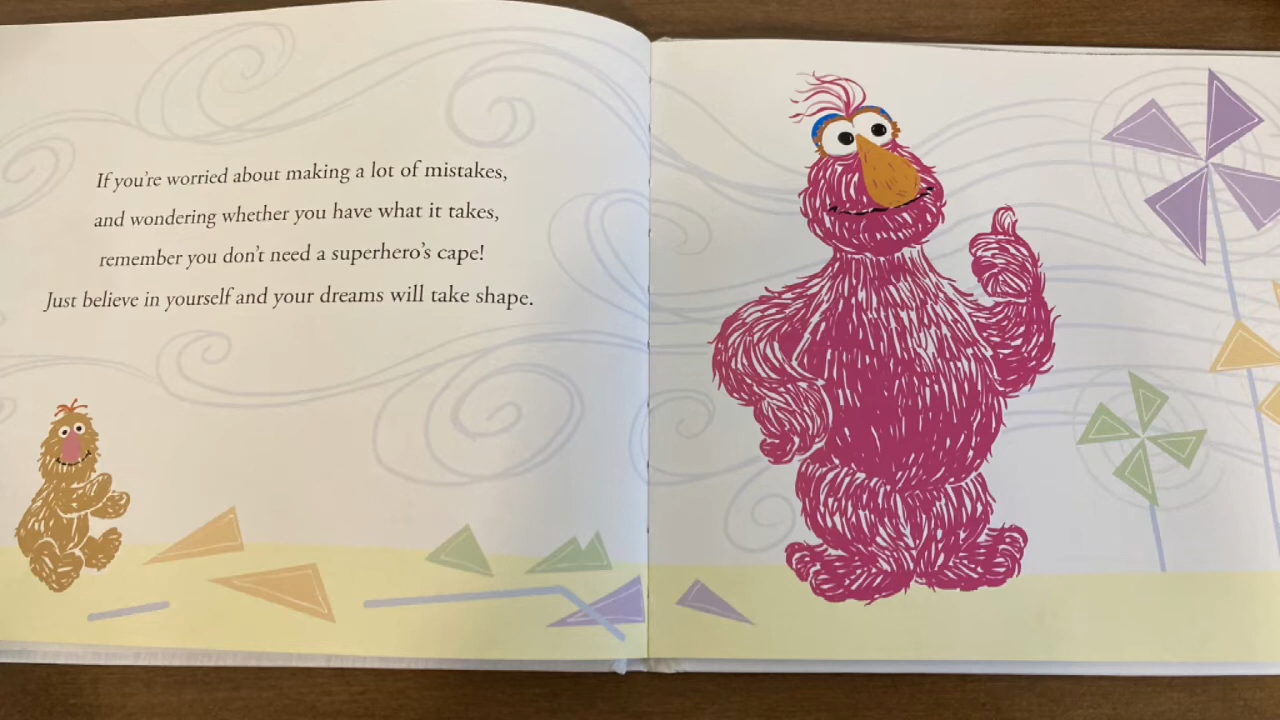 If you're worried about making a lot of mistakes,
and wondering whether you have what it takes,
remember you don't need a superhero's cape!
Just believe in yourself and your dreams will take shape.